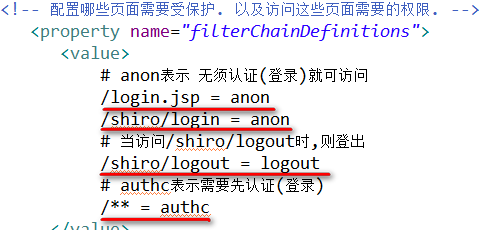 <!-- 配置哪些页面需要受保护. 以及访问这些页面需要的权限. -->
<property name="filterChainDefinitions">
<value>
# anon表示 无须认证(登录)就可访问
/login.jsp = anon
/shiro/login = anon
# 当访问/shiro/logout时,则登出
/shiro/logout = logout
# authc表示需要先认证(登录)
/** = authc
</value>